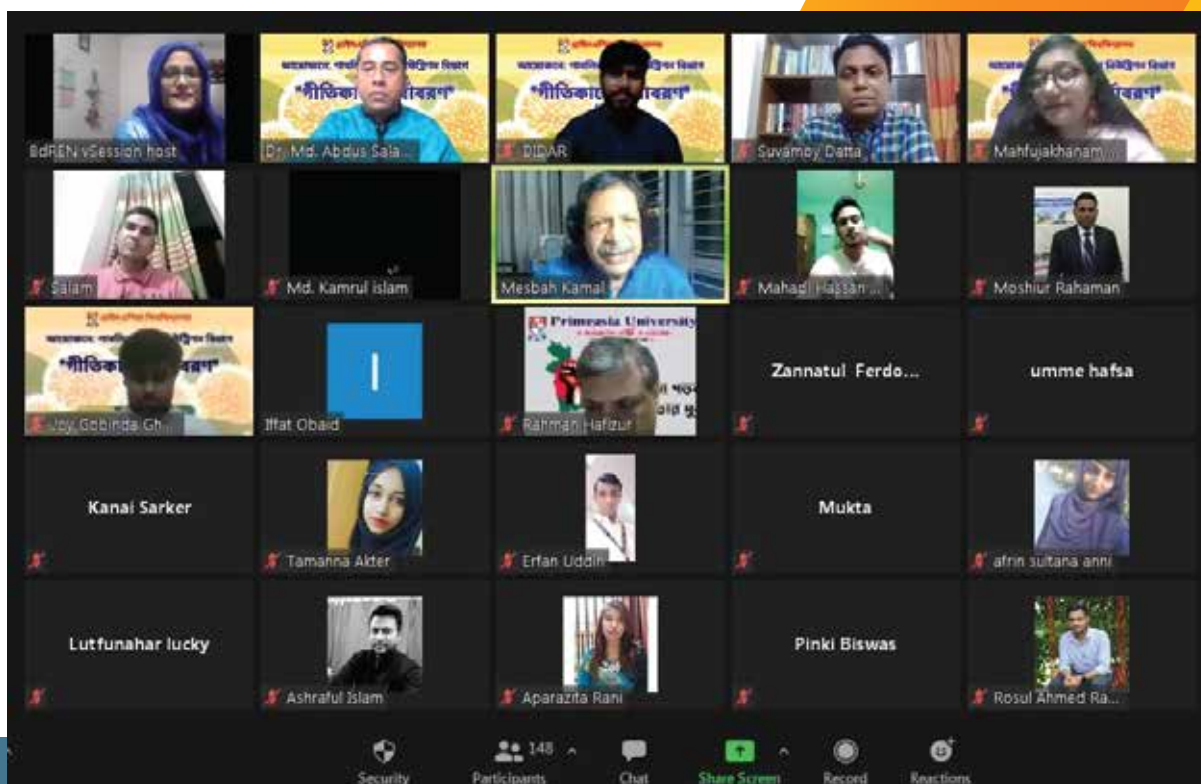 BdREN vSession host
Dr. Md. Abdus Sala...
"গীতিকা
বরণ"
DIDAR
"গীতিকা
বরণ"
Suvamoy Datta
Mahfujakhanam...
Salam
Md. Kamrul islam
Mesbah Kamal
Mahadi Hassan ...
Moshiur Rahaman
"গীতিকা
বরণ"
Joy Gobinda Gh...
I
Iffat Obaid
Primeasia University
Rahman Hafizur
Zannatul Ferdo...
umme hafsa
Kanai Sarker
Tamanna Akter
Erfan Uddin
Mukta
afrin sultana anni
Lutfunahar lucky
Ashraful Islam
Aparazita Rani
Pinki Biswas
Rosul Ahmed Ra...
Security
148
Participants
Chat
Share Screen
Record
Reactions